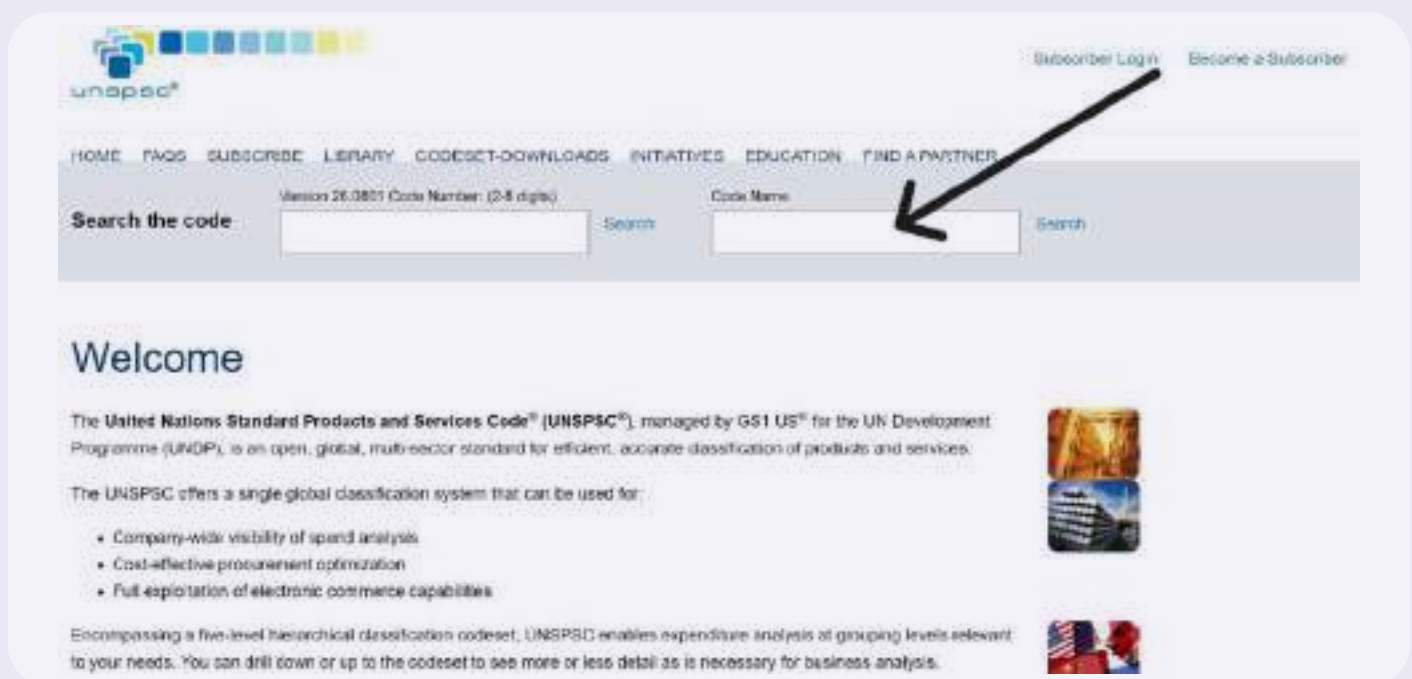 unspsc®
Subscriber Login Become a Subscriber
HOME FAQS SUBSCRIBE LIBRARY CODESET-DOWNLOADS INITIATIVES EDUCATION FIND A PARTNER
Version 26.0801 Code Number: (2-8 digits) Code Name
Search the code Search Search
Welcome
The United Nations Standard Products and Services Code® (UNSPSC®), managed by GS1 US® for the UN Development
Programme (UNDP), is an open, global, multi-sector standard for efficient, accurate classification of products and services.
The UNSPSC offers a single global classification system that can be used for:
• Company-wide visibility of spend analysis
• Cost-effective procurement optimization
• Full exploitation of electronic commerce capabilities
Encompassing a five-level hierarchical classification codeset, UNSPSC enables expenditure analysis at grouping levels relevant
to your needs. You can drill down or up to the codeset to see more or less detail as is necessary for business analysis.